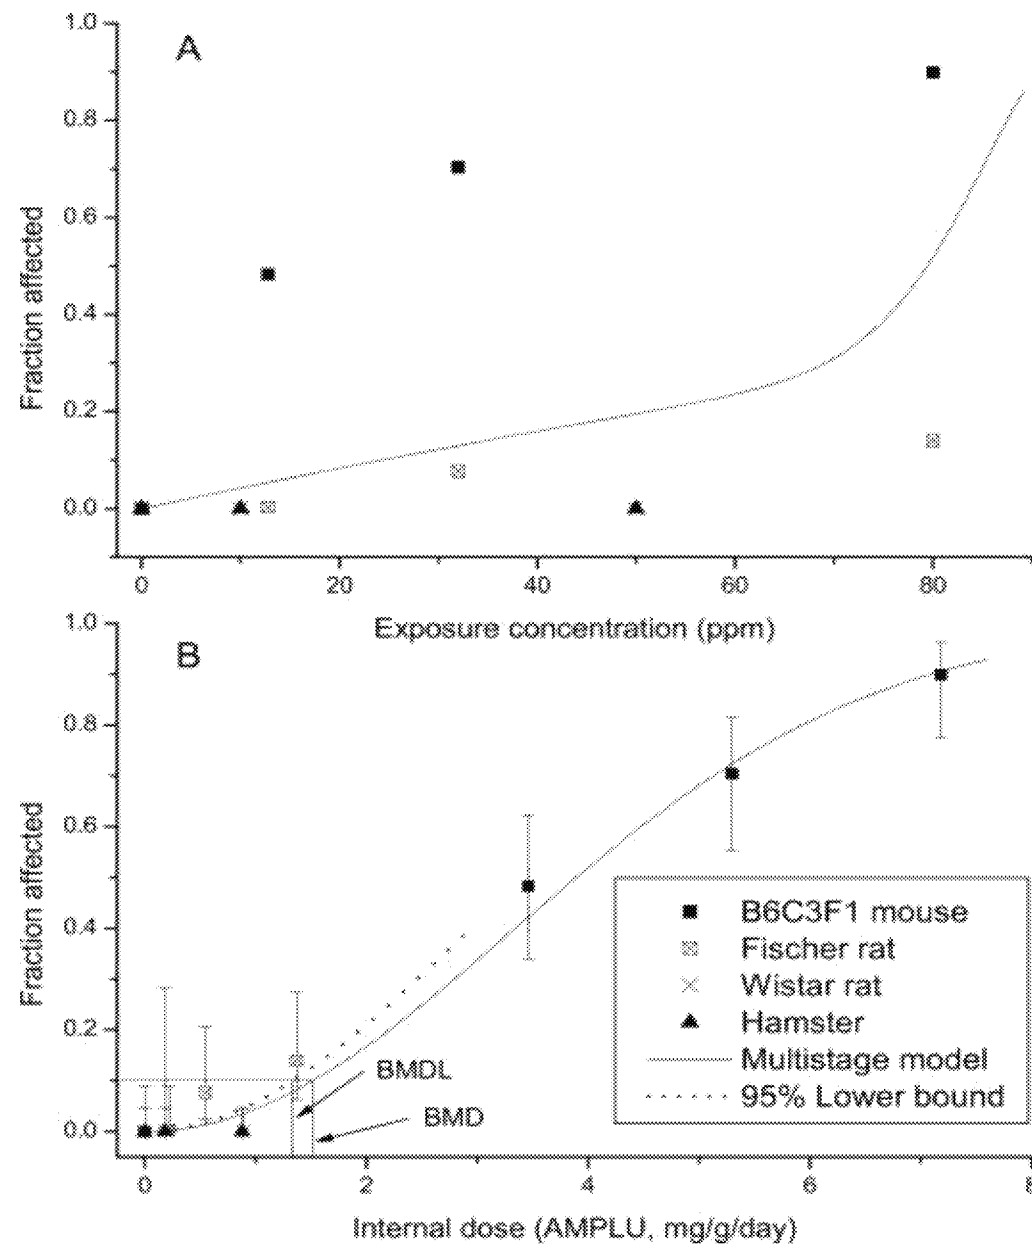 A
1.0
0.8
0.6
0.4
0.2
0.0
Fraction affected
0 20 40 60 80
Exposure concentration (ppm)
B
1.0
0.8
0.6
0.4
0.2
0.0
Fraction affected
BMDL
BMD
B6C3F1 mouse
Fischer rat
Wistar rat
Hamster
Multistage model
95% Lower bound
0 2 4 6 8
Internal dose (AMPLU, mg/g/day)